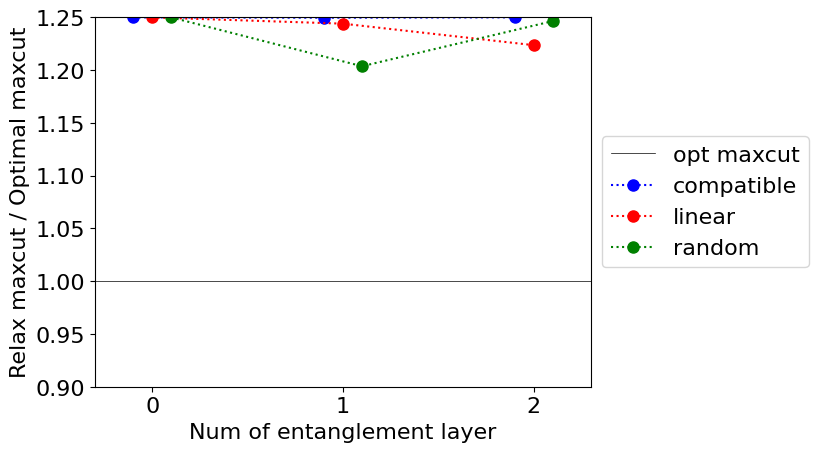 Relax maxcut / Optimal maxcut
1.25
1.20
1.15
1.10
1.05
1.00
0.95
0.90
0
1
2
Num of entanglement layer
opt maxcut
compatible
linear
random